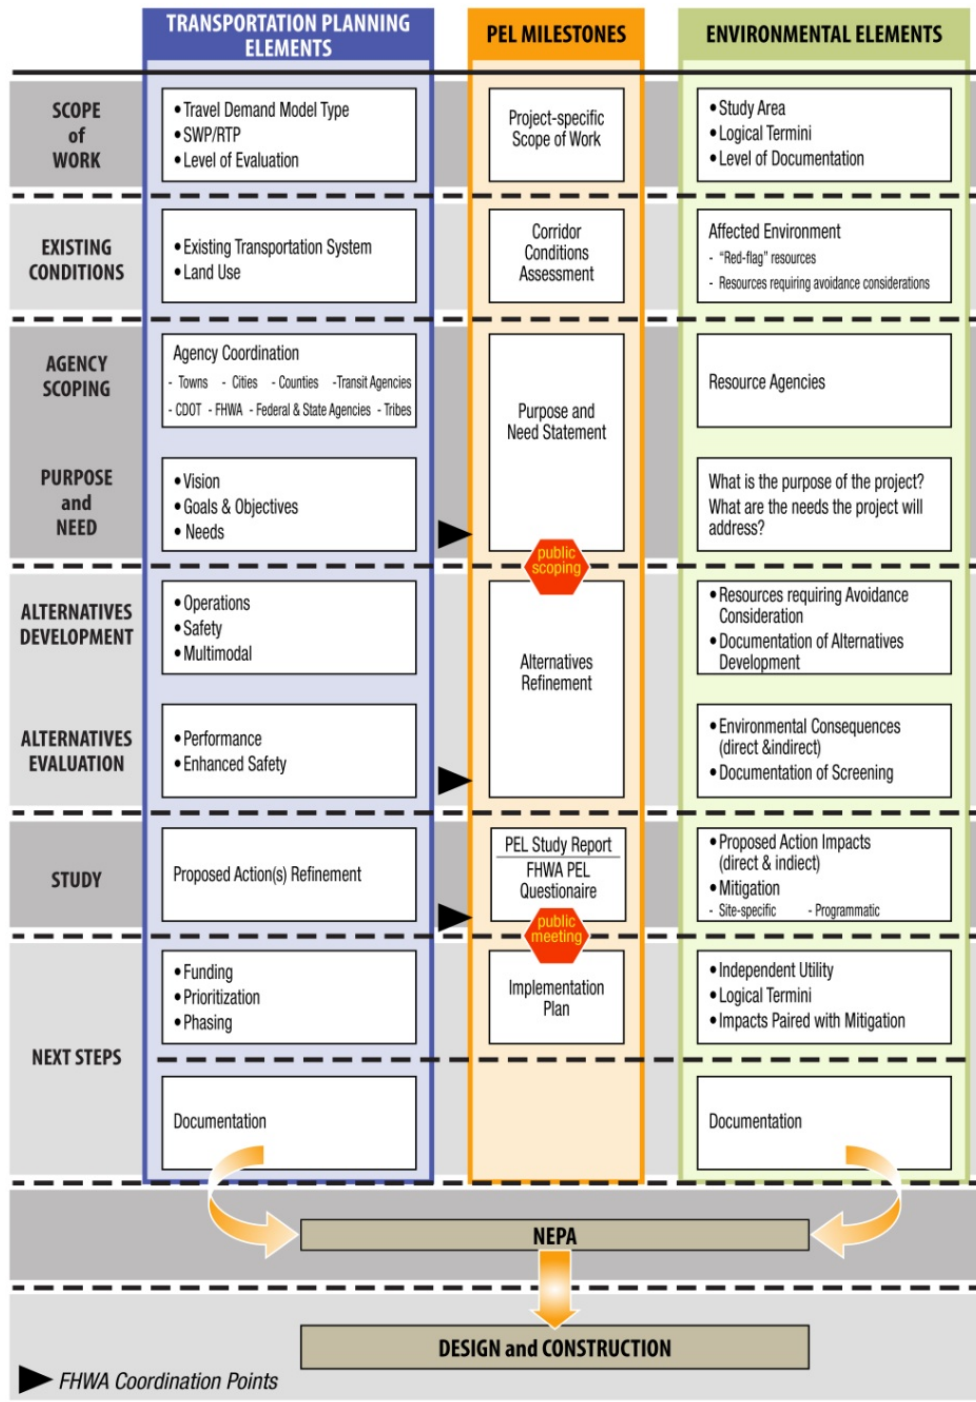 TRANSPORTATION PLANNING
ELEMENTS
PEL MILESTONES
ENVIRONMENTAL ELEMENTS
SCOPE
of
WORK
• Travel Demand Model Type
• SWP/RTP
• Level of Evaluation
Project-specific
Scope of Work
• Study Area
• Logical Termini
• Level of Documentation
EXISTING
CONDITIONS
• Existing Transportation System
• Land Use
Corridor
Conditions
Assessment
Affected Environment
- "Red-flag" resources
- Resources requiring avoidance considerations
AGENCY
SCOPING
Agency Coordination
- Towns - Cities - Counties -Transit Agencies
- CDOT - FHWA - Federal & State Agencies - Tribes
Purpose and
Need Statement
Resource Agencies
PURPOSE
and
NEED
• Vision
• Goals & Objectives
• Needs
What is the purpose of the project?
What are the needs the project will
address?
public
scoping
ALTERNATIVES
DEVELOPMENT
• Operations
• Safety
• Multimodal
Alternatives
Refinement
• Resources requiring Avoidance
Consideration
• Documentation of Alternatives
Development
ALTERNATIVES
EVALUATION
• Performance
• Enhanced Safety
• Environmental Consequences
(direct &indirect)
• Documentation of Screening
STUDY
Proposed Action(s) Refinement
PEL Study Report
FHWA PEL
Questionaire
• Proposed Action Impacts
(direct & indiect)
• Mitigation
- Site-specific - Programmatic
public
meeting
NEXT STEPS
• Funding
• Prioritization
• Phasing
Implementation
Plan
• Independent Utility
• Logical Termini
• Impacts Paired with Mitigation
Documentation
Documentation
NEPA
DESIGN and CONSTRUCTION
FHWA Coordination Points